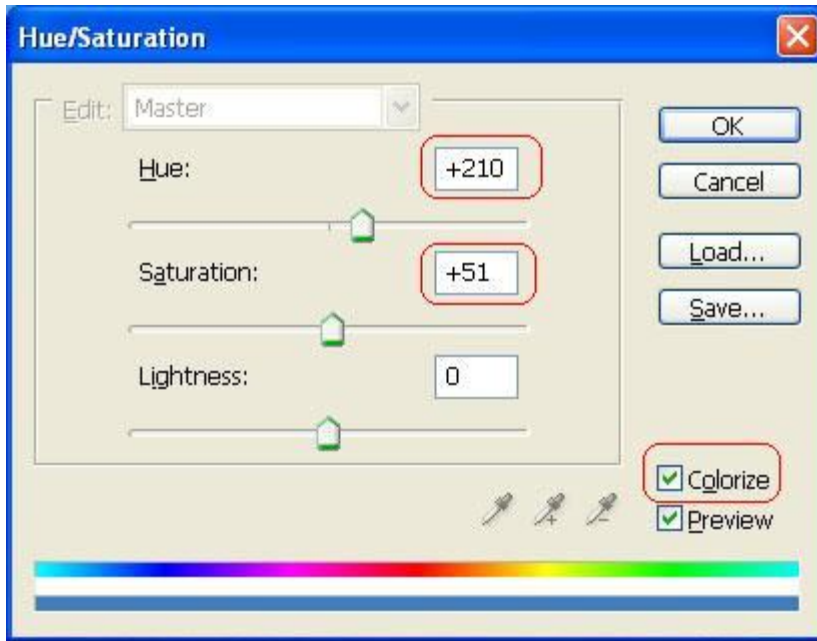 Hue/Saturation
Edit: Master
OK
Hue: +210
Cancel
Load...
Saturation: +51
Save...
Lightness: 0
Colorize
Preview